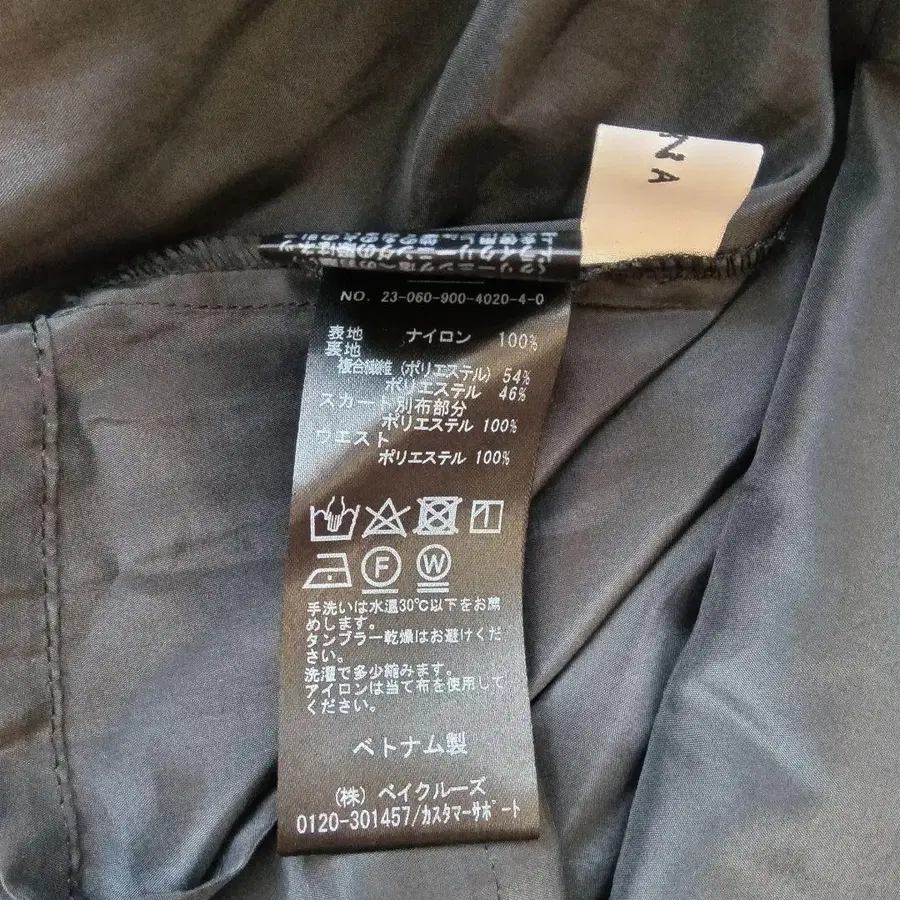 NA
NO. 23-060-900-4020-4-0
表地 ナイロン 100%
裏地
複合繊維 (ポリエステル) 54%
ポリエステル 46%
スカート別布部分
ポリエステル 100%
ウエスト
ポリエステル 100%
F W
手洗いは水温30℃以下をお薦
めします。
タンブラー乾燥はお避けくだ
さい。
洗濯で多少縮みます。
アイロンは当て布を使用して
ください。
ベトナム製
(株) ベイクルーズ
0120-301457/カスタマーサポート